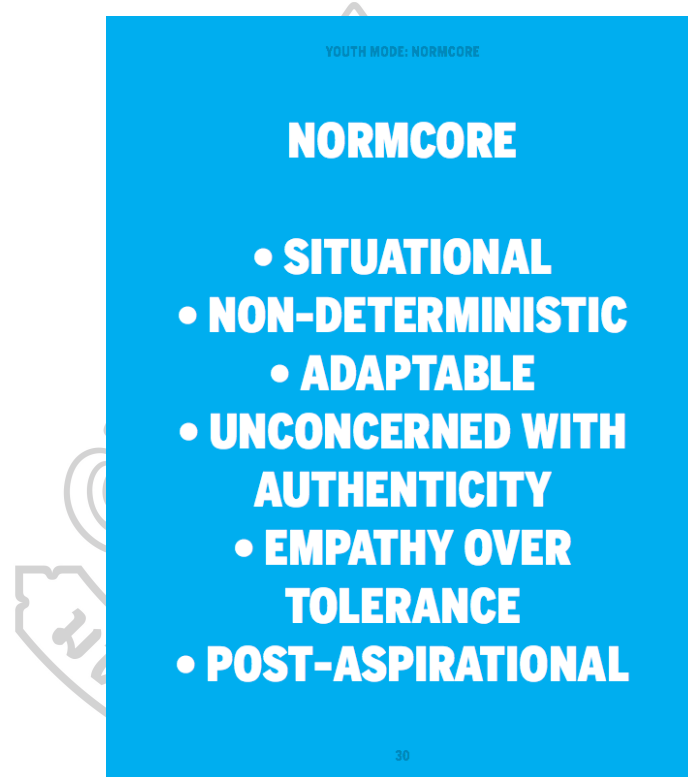 YOUTH MODE: NORMCORE
NORMCORE
• SITUATIONAL
• NON-DETERMINISTIC
• ADAPTABLE
• UNCONCERNED WITH
AUTHENTICITY
• EMPATHY OVER
TOLERANCE
• POST-ASPIRATIONAL
30